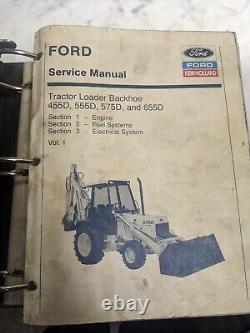 FORD
Service Manual
Ford
FORD
NEW HOLLAND
Tractor Loader Backhoe
455D, 555D, 575D, and 655D
Section 1 - Engine
Section 2 - Fuel Systems
Section 3 - Electrical System
Vol. 1